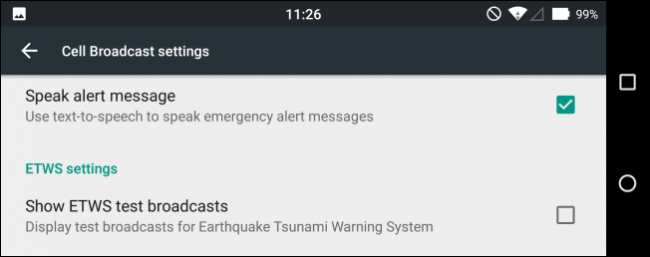 11:26
99%
Cell Broadcast settings
Speak alert message
Use text-to-speech to speak emergency alert messages
ETWS settings
Show ETWS test broadcasts
Display test broadcasts for Earthquake Tsunami Warning System